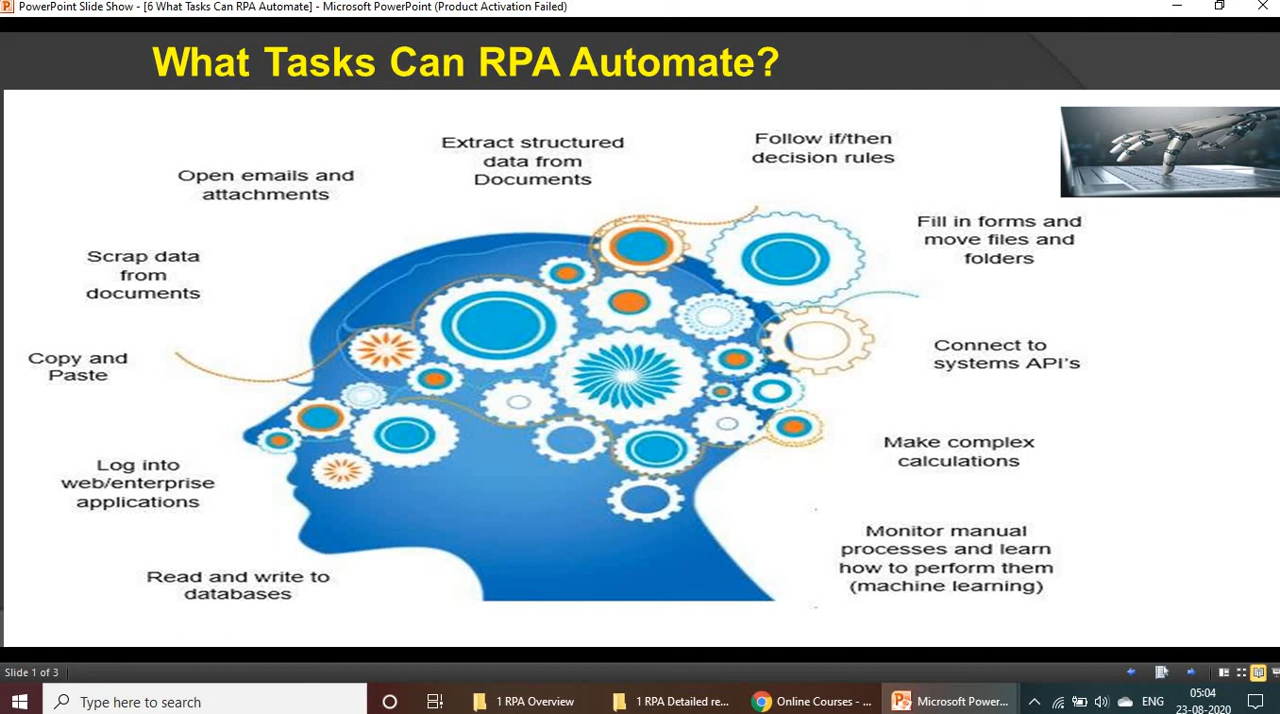 PowerPoint Slide Show - [6 What Tasks Can RPA Automate] - Microsoft PowerPoint (Product Activation Failed)
What Tasks Can RPA Automate?
Extract structured
data from
Documents
Follow if/then
decision rules
Open emails and
attachments
Fill in forms and
move files and
folders
Scrap data
from
documents
Connect to
systems API's
Copy and
Paste
Make complex
calculations
Log into
web/enterprise
applications
Monitor manual
processes and learn
how to perform them
(machine learning)
Read and write to
databases
Slide 1 of 3
Type here to search
1 RPA Overview
1 RPA Detailed re...
Online Courses - ...
Microsoft Power...
ENG
05:04
23-08-2020